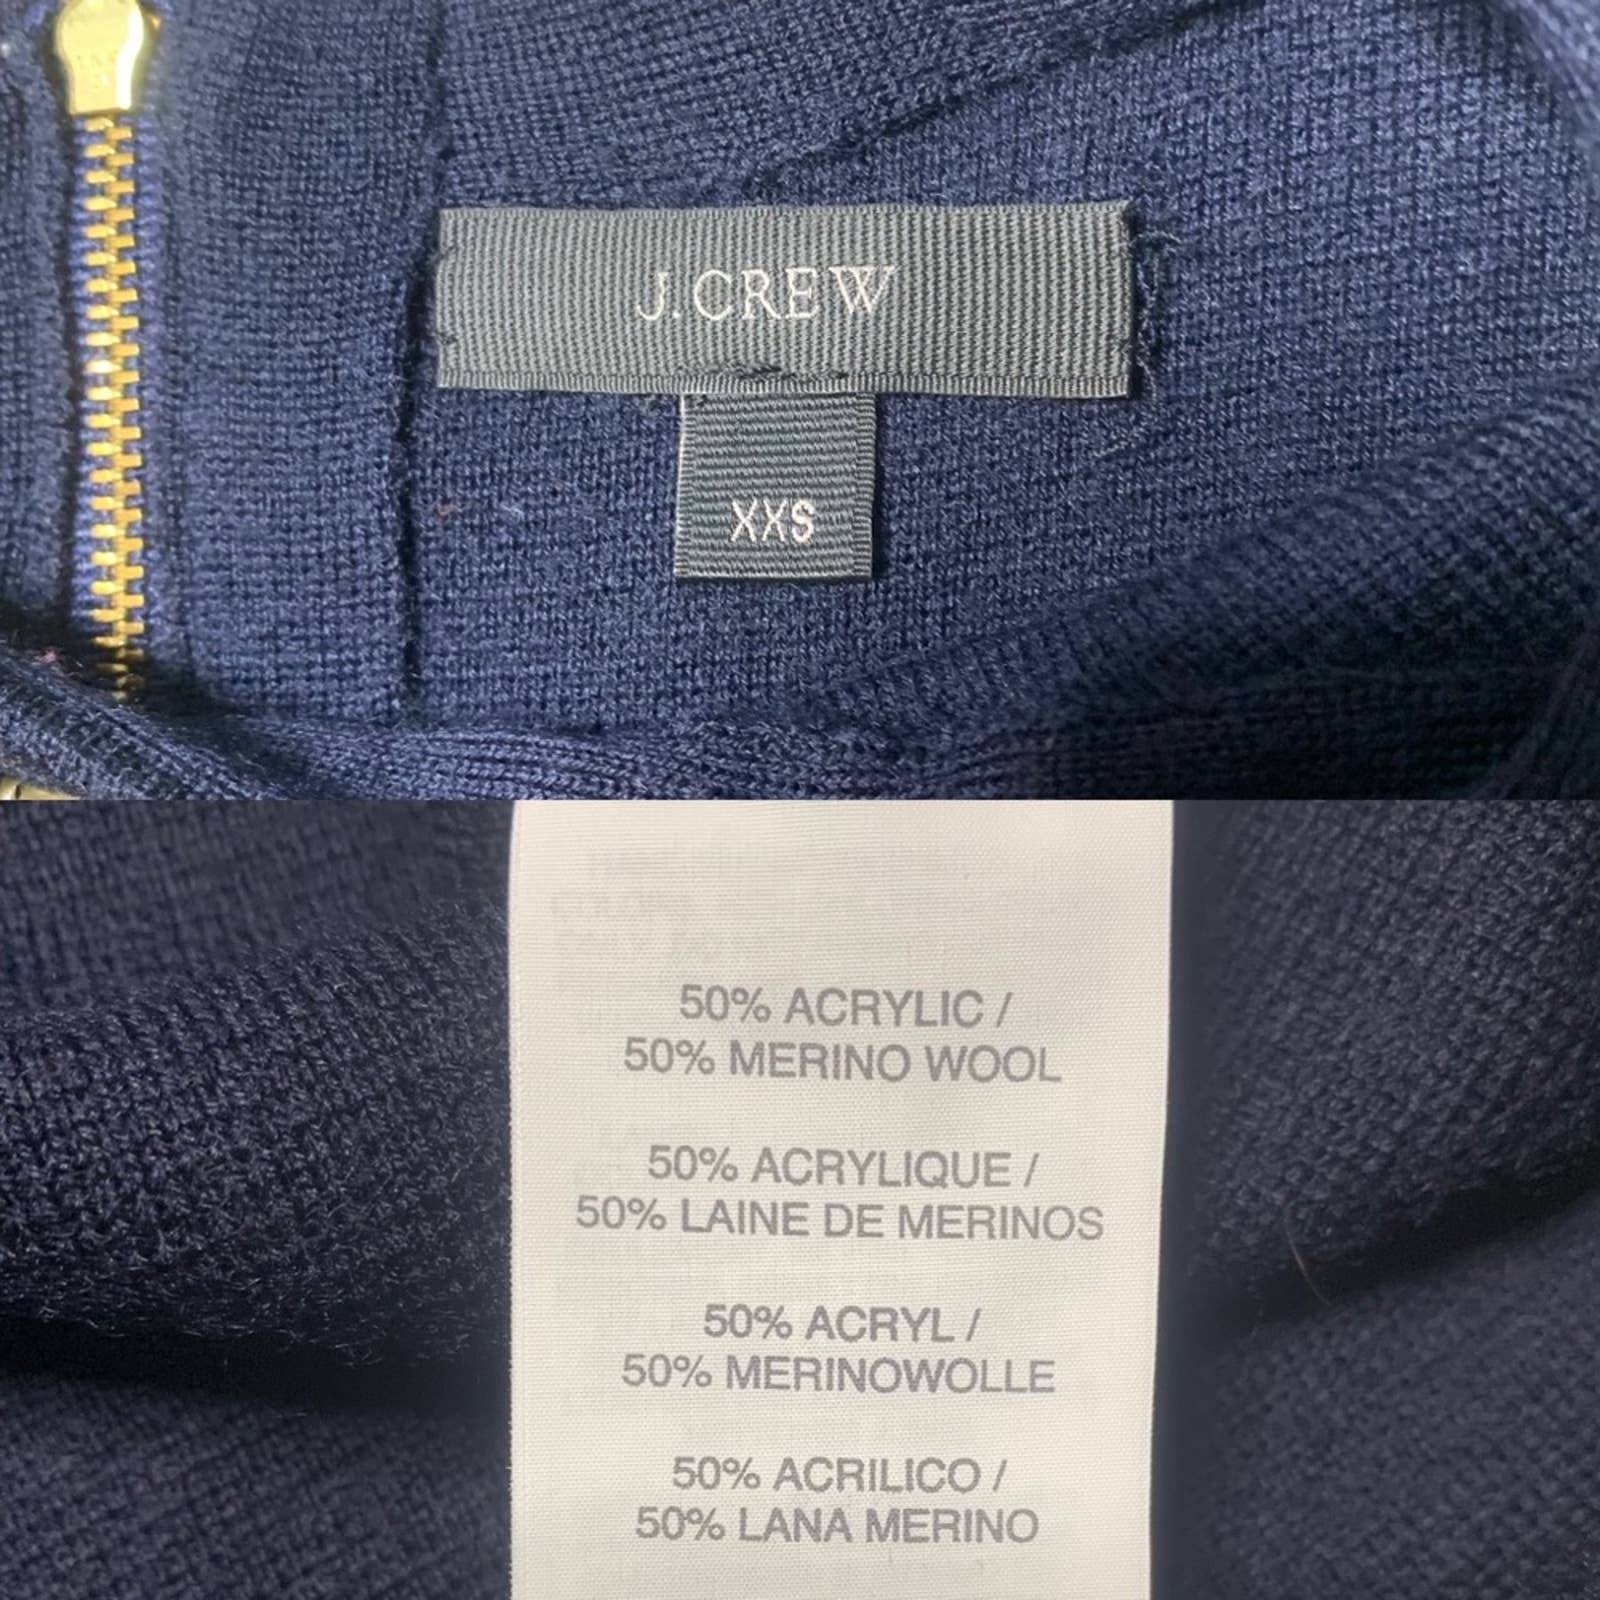 J.CREW
XXS
50% ACRYLIC /
50% MERINO WOOL
50% ACRYLIQUE /
50% LAINE DE MERINOS
50% ACRYL /
50% MERINOWOLLE
50% ACRILICO /
50% LANA MERINO